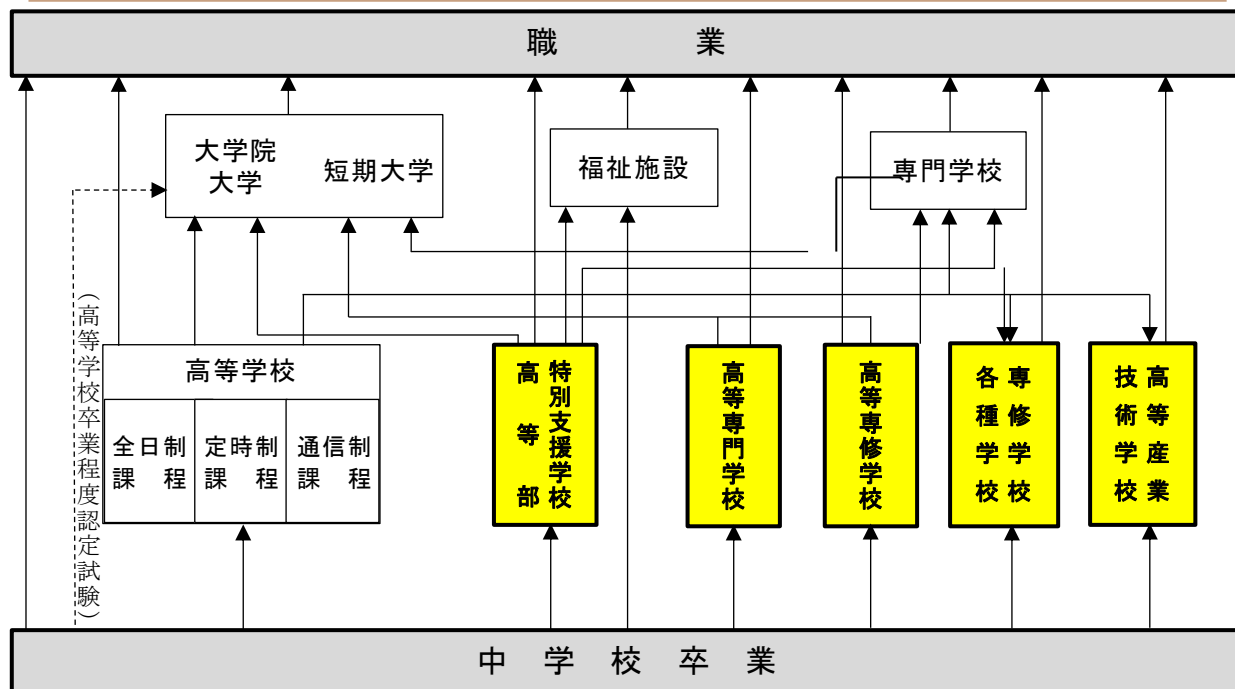 職業
大学院
大学
短期大学
福祉施設
専門学校
(高等学校卒業程度認定試験)
高等学校
全日制
課程
定時制
課程
通信制
課程
特別支援学校
高等部
高等専門学校
高等専修学校
専修学校
各種学校
高等産業
技術学校
中学校卒業